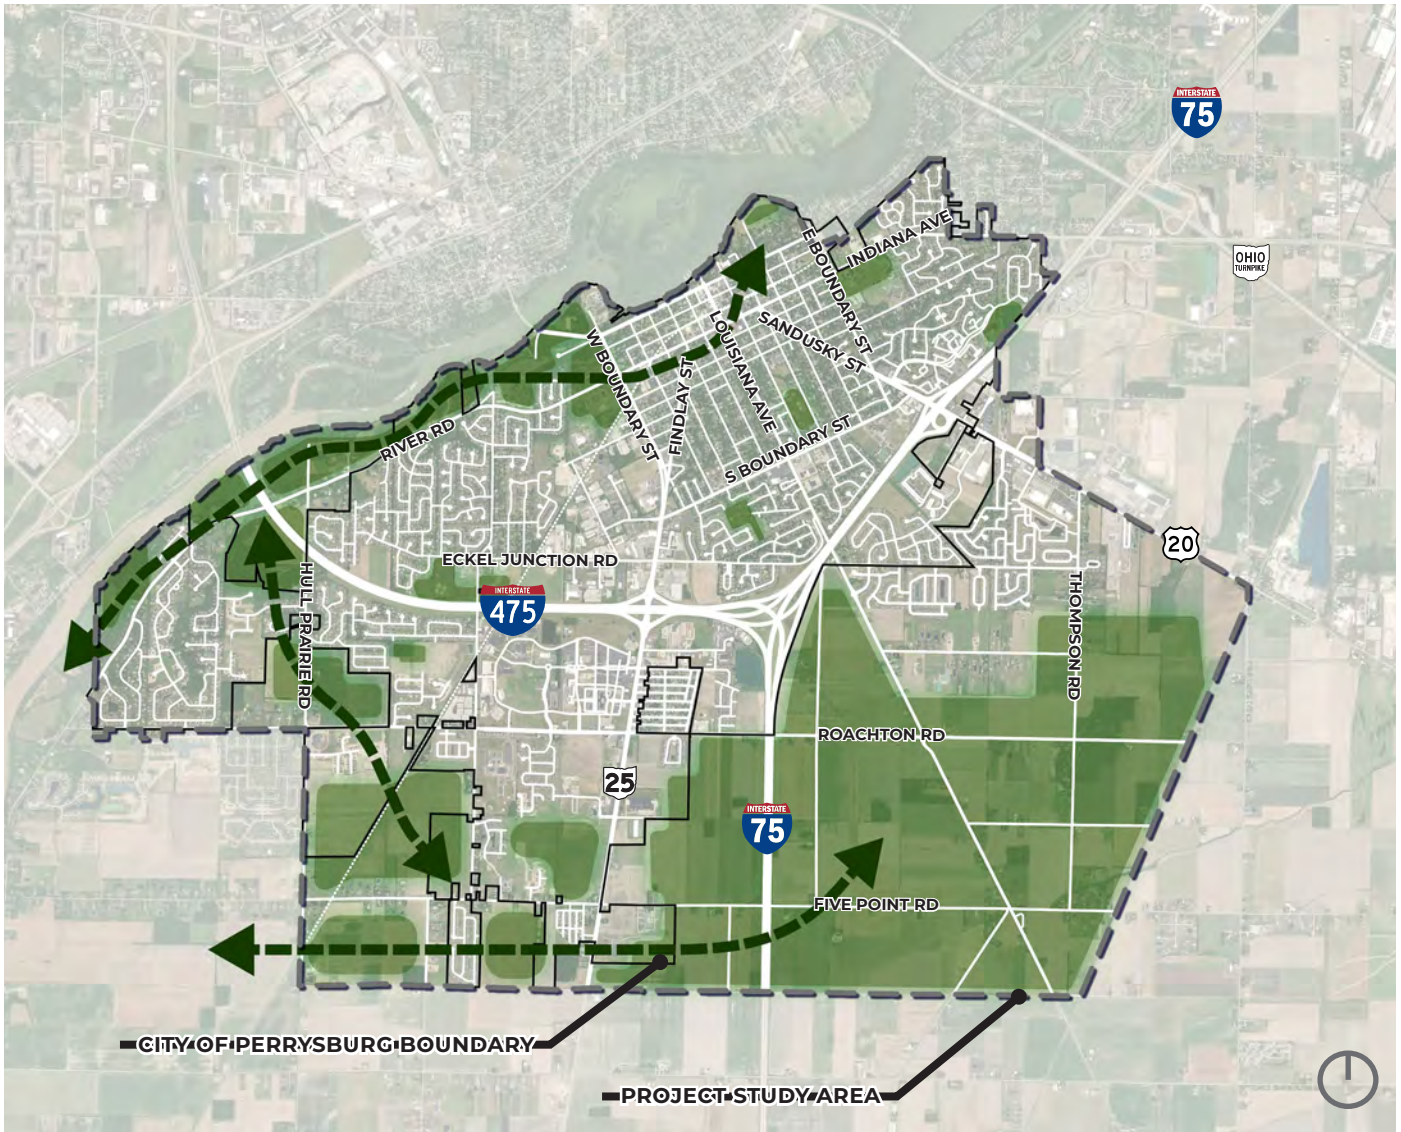 INTERSTATE
75
OHIO
TURNPIKE
INDIANA AVE
E BOUNDARY ST
SANDUSKY ST
LOUISIANA AVE
W BOUNDARY ST
FINDLAY ST
RIVER RD
S BOUNDARY ST
20
ECKEL JUNCTION RD
INTERSTATE
475
HULL PRAIRIE RD
THOMPSON RD
ROACHTON RD
25
INTERSTATE
75
FIVE POINT RD
CITY OF PERRYSBURG BOUNDARY
PROJECT STUDY AREA